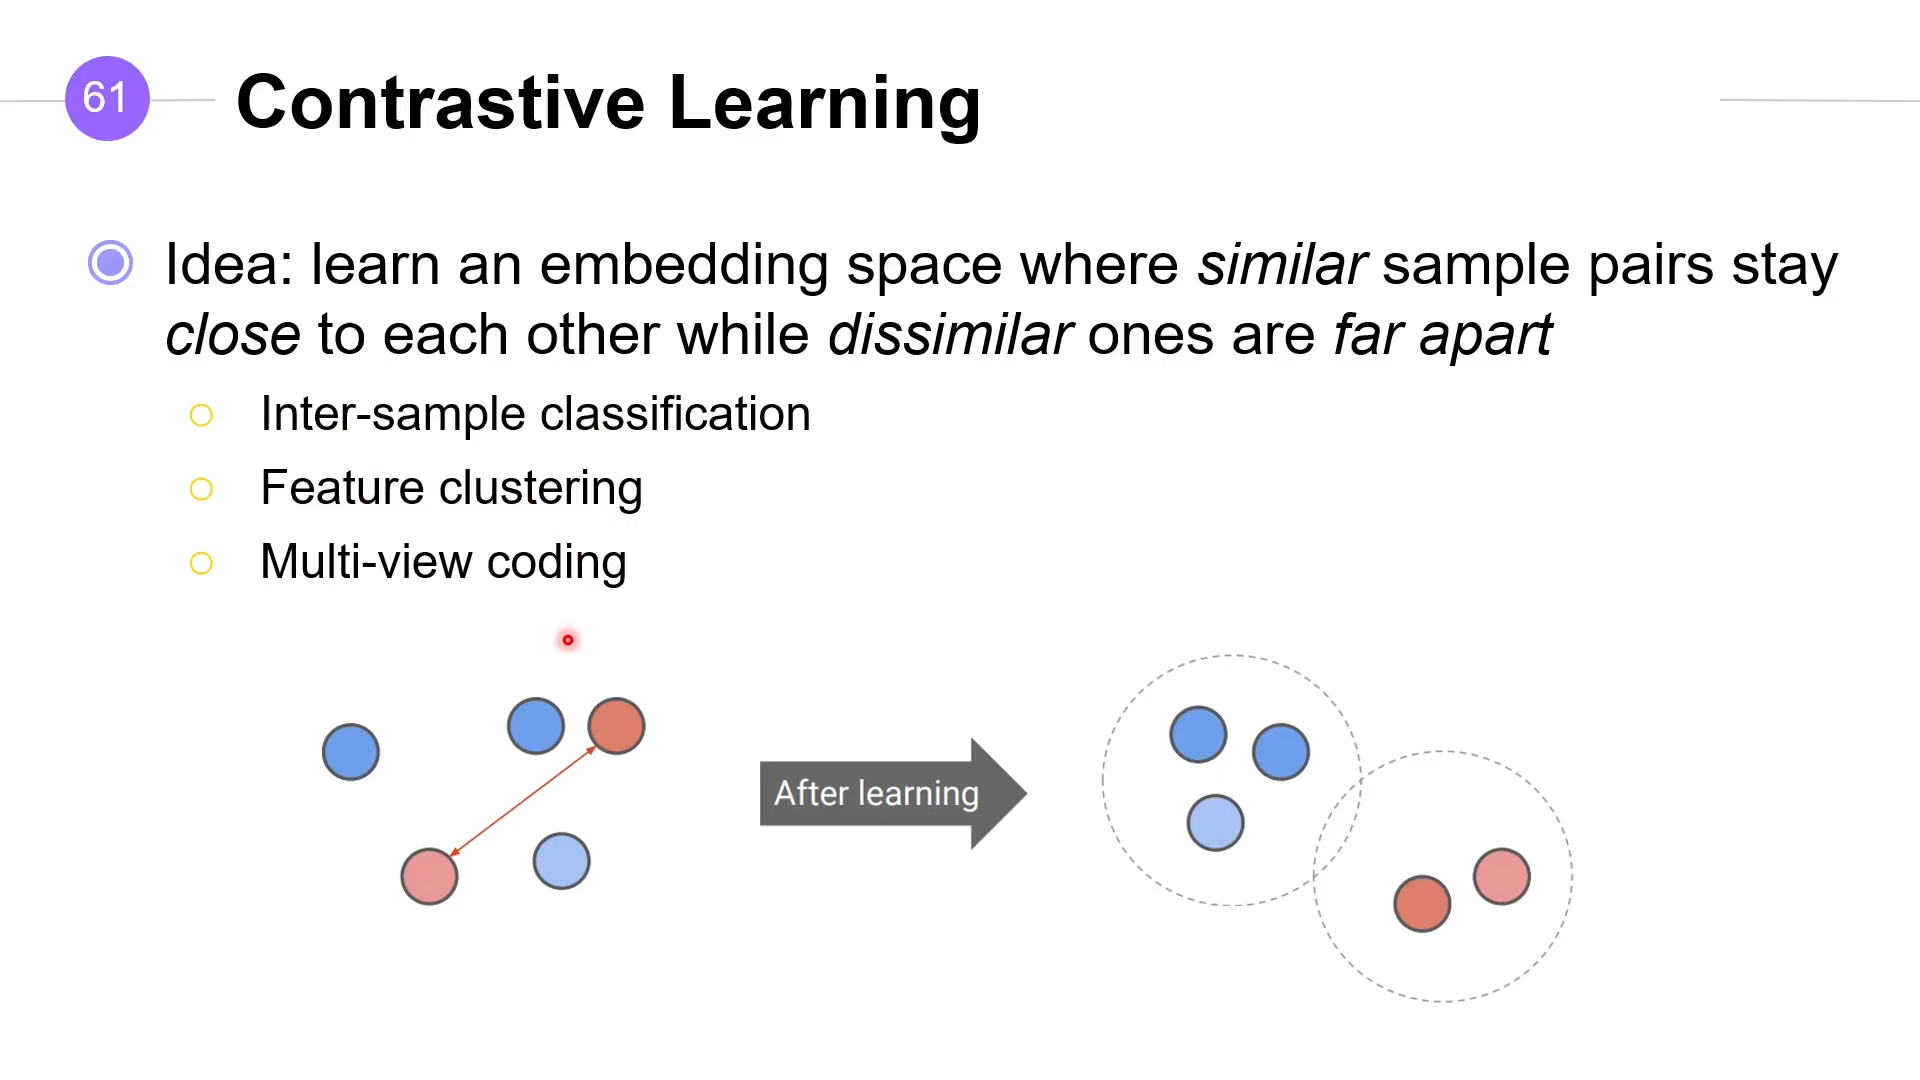 61
Contrastive Learning
Idea: learn an embedding space where similar sample pairs stay
close to each other while dissimilar ones are far apart
Inter-sample classification
Feature clustering
Multi-view coding
After learning